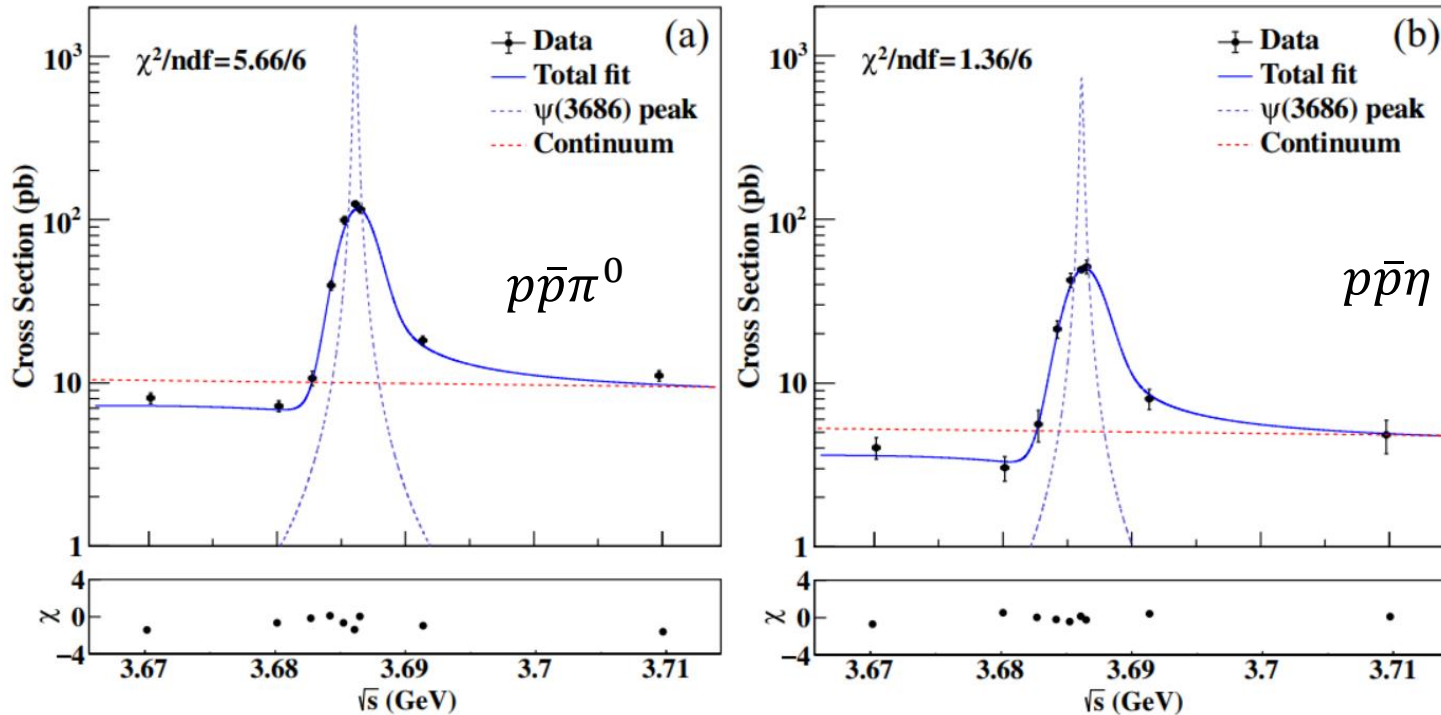 (a)
χ²/ndf=5.66/6
Data
Total fit
ψ(3686) peak
Continuum
10³
10²
10
1
Cross Section (pb)
pp̄π⁰
4
0
−4
χ
3.67 3.68 3.69 3.7 3.71
√s (GeV)
(b)
χ²/ndf=1.36/6
Data
Total fit
ψ(3686) peak
Continuum
10³
10²
10
1
Cross Section (pb)
pp̄η
4
0
−4
χ
3.67 3.68 3.69 3.7 3.71
√s (GeV)